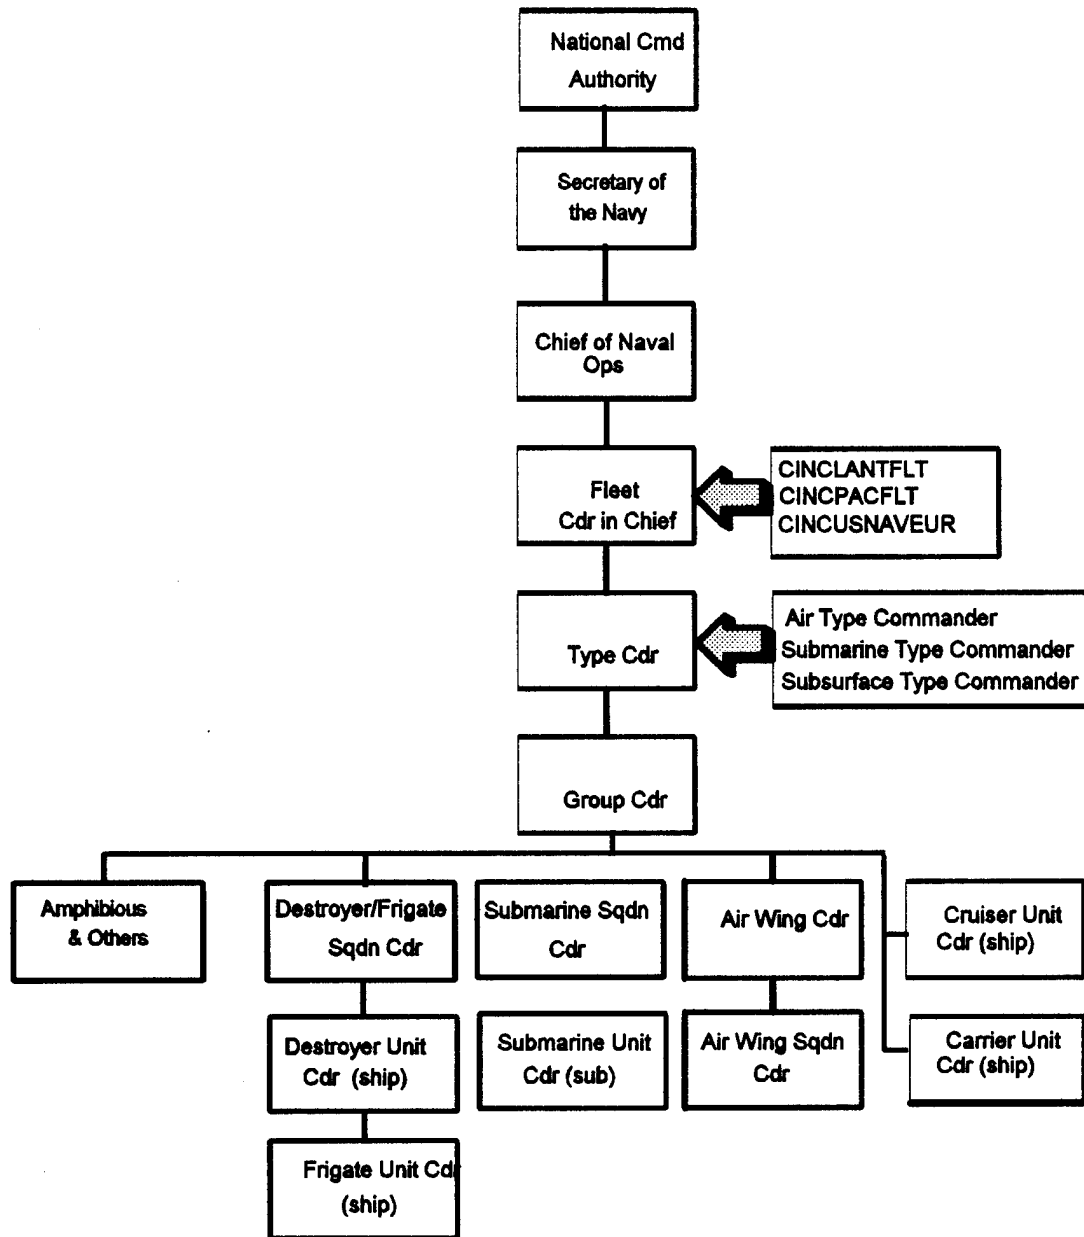 National Cmd
Authority
Secretary of
the Navy
Chief of Naval
Ops
Fleet
Cdr in Chief
CINCLANTFLT
CINCPACFLT
CINCUSNAVEUR
Type Cdr
Air Type Commander
Submarine Type Commander
Subsurface Type Commander
Group Cdr
Amphibious
& Others
Destroyer/Frigate
Sqdn Cdr
Submarine Sqdn
Cdr
Air Wing Cdr
Cruiser Unit
Cdr (ship)
Destroyer Unit
Cdr (ship)
Submarine Unit
Cdr (sub)
Air Wing Sqdn
Cdr
Carrier Unit
Cdr (ship)
Frigate Unit Cdr
(ship)